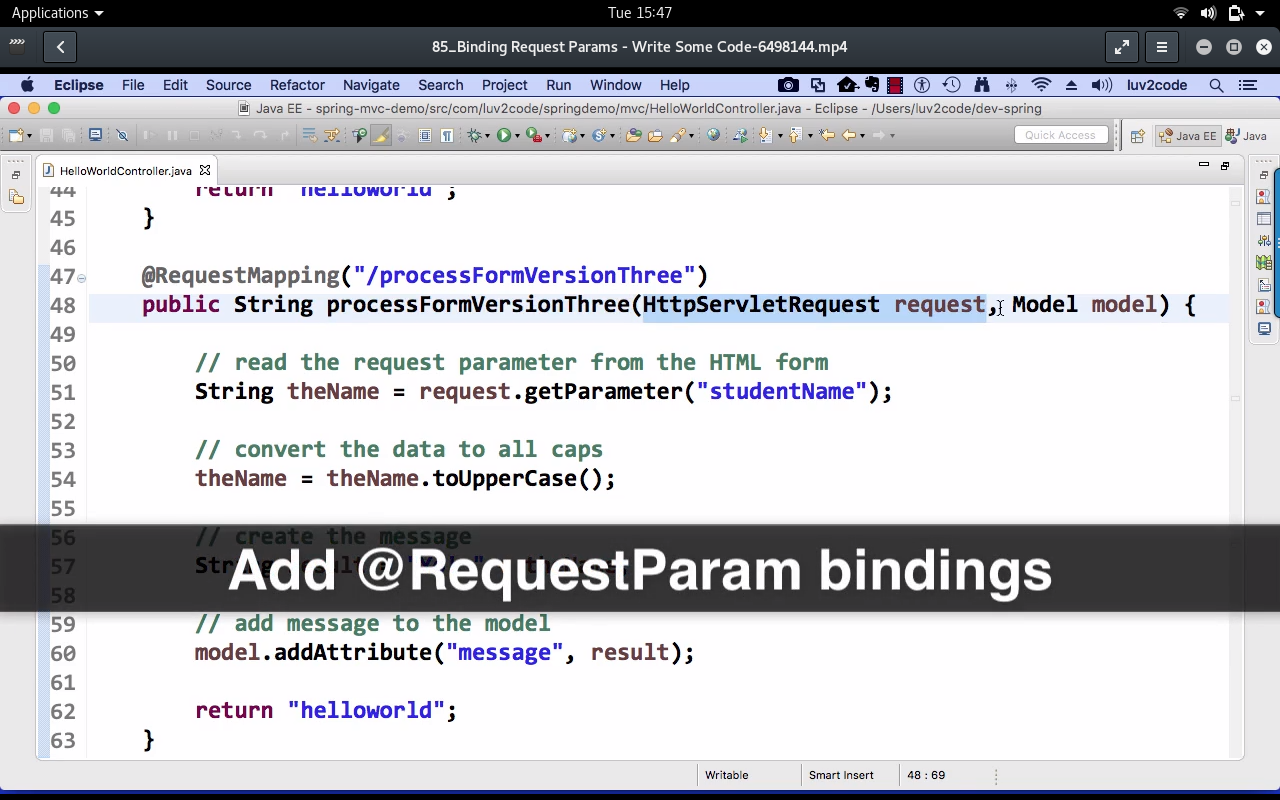 Applications
Tue 15:47
85_Binding Request Params - Write Some Code-6498144.mp4
Eclipse File Edit Source Refactor Navigate Search Project Run Window Help luv2code
Java EE - spring-mvc-demo/src/com/luv2code/springdemo/mvc/HelloWorldController.java - Eclipse - /Users/luv2code/dev-spring
Quick Access Java EE Java
HelloWorldController.java
44 return "helloworld";
45 }
46
47 @RequestMapping("/processFormVersionThree")
48 public String processFormVersionThree(HttpServletRequest request, Model model) {
49
50 // read the request parameter from the HTML form
51 String theName = request.getParameter("studentName");
52
53 // convert the data to all caps
54 theName = theName.toUpperCase();
55
56 // create the message
57
Add @RequestParam bindings
58
59 // add message to the model
60 model.addAttribute("message", result);
61
62 return "helloworld";
63 }
Writable Smart Insert 48 : 69